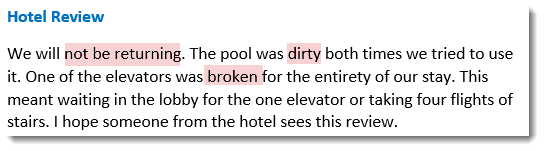 Hotel Review
We will not be returning. The pool was dirty both times we tried to use
it. One of the elevators was broken for the entirety of our stay. This
meant waiting in the lobby for the one elevator or taking four flights of
stairs. I hope someone from the hotel sees this review.